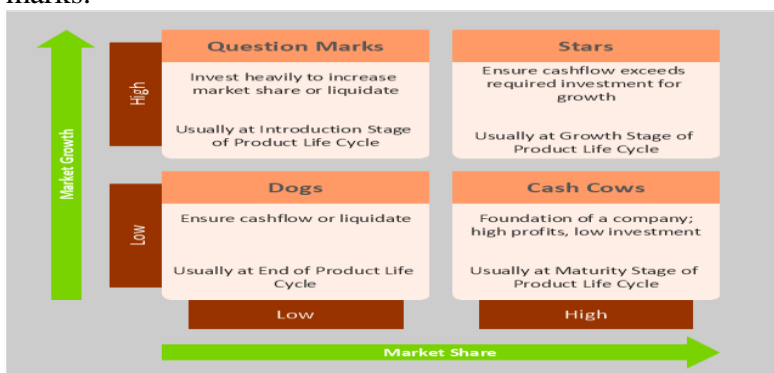 marks.
Market Growth
High
Question Marks
Invest heavily to increase
market share or liquidate
Usually at Introduction Stage
of Product Life Cycle
Stars
Ensure cashflow exceeds
required investment for
growth
Usually at Growth Stage of
Product Life Cycle
Low
Dogs
Ensure cashflow or liquidate
Usually at End of Product Life
Cycle
Cash Cows
Foundation of a company;
high profits, low investment
Usually at Maturity Stage of
Product Life Cycle
Low
High
Market Share